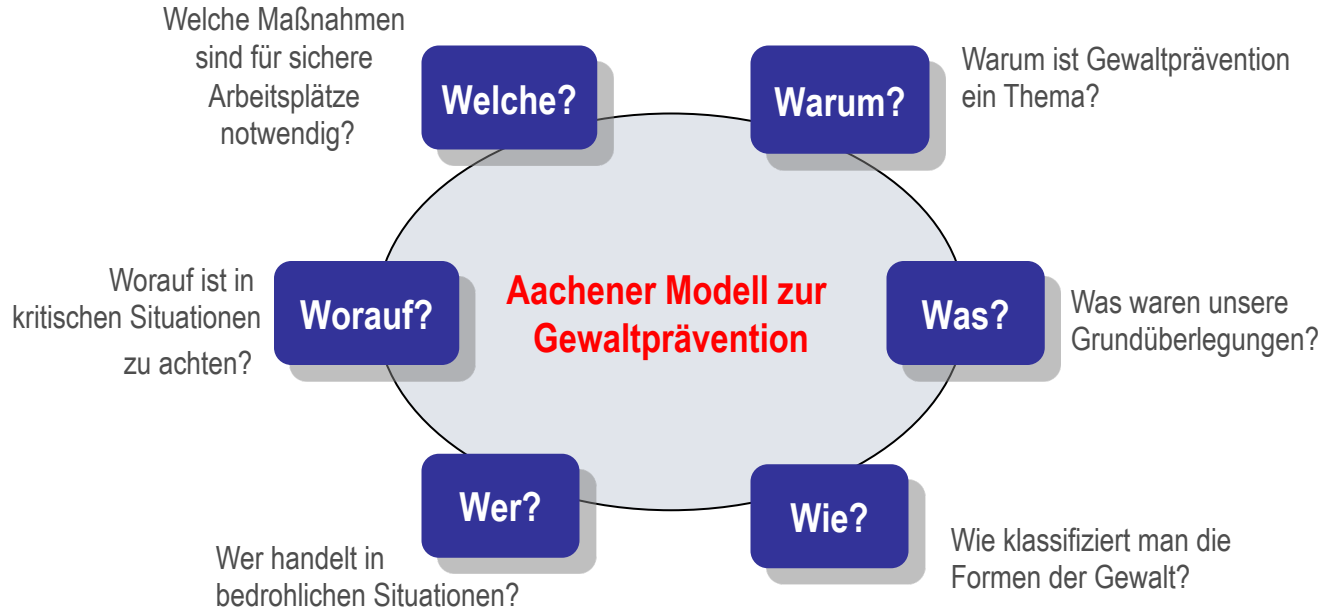 Welche Maßnahmen
sind für sichere
Arbeitsplätze
notwendig?
Welche?
Warum?
Warum ist Gewaltprävention
ein Thema?
Worauf ist in
kritischen Situationen
zu achten?
Worauf?
Aachener Modell zur
Gewaltprävention
Was?
Was waren unsere
Grundüberlegungen?
Wer?
Wer handelt in
bedrohlichen Situationen?
Wie?
Wie klassifiziert man die
Formen der Gewalt?